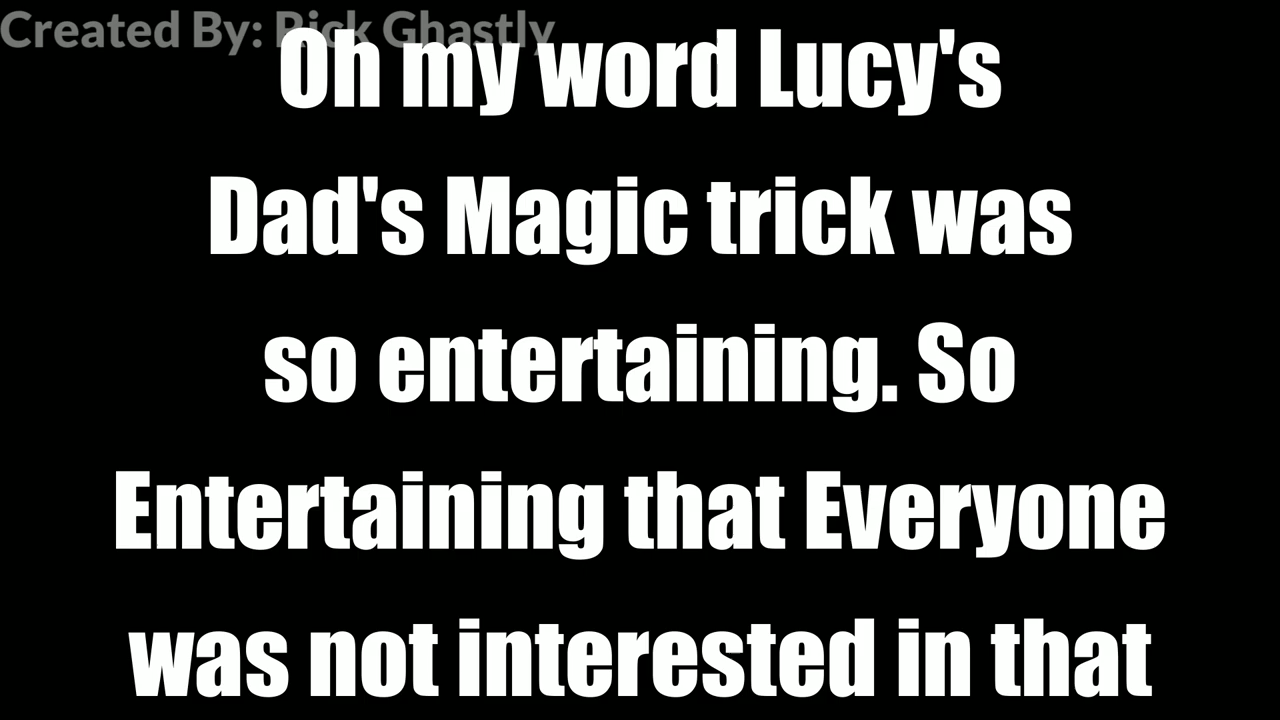 Created By: Rick Ghastly
Oh my word Lucy's
Dad's Magic trick was
so entertaining. So
Entertaining that Everyone
was not interested in that